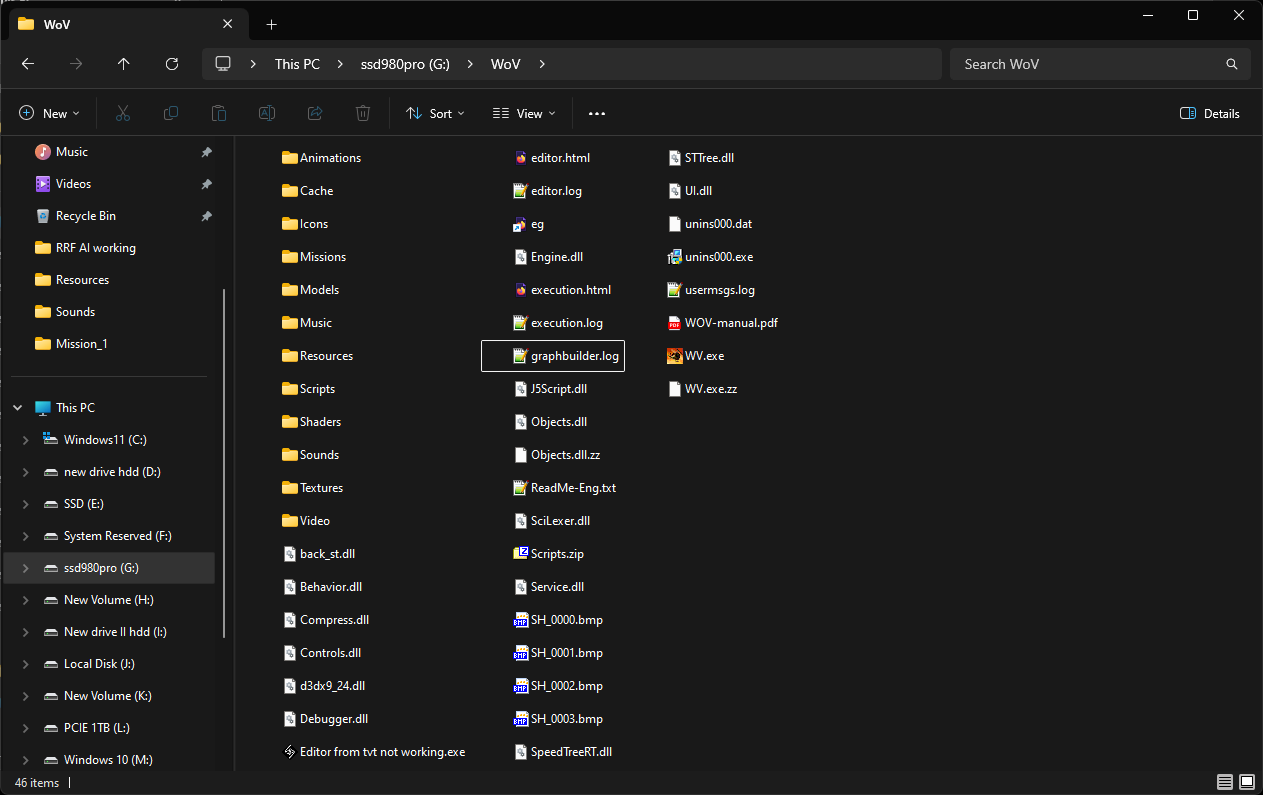 WoV
This PC
ssd980pro (G:)
WoV
Search WoV
New
Sort
View
Details
Music
Videos
Recycle Bin
RRF AI working
Resources
Sounds
Mission_1
This PC
Windows11 (C:)
new drive hdd (D:)
SSD (E:)
System Reserved (F:)
ssd980pro (G:)
New Volume (H:)
New drive II hdd (I:)
Local Disk (J:)
New Volume (K:)
PCIE 1TB (L:)
Windows 10 (M:)
Animations
Cache
Icons
Missions
Models
Music
Resources
Scripts
Shaders
Sounds
Textures
Video
back_st.dll
Behavior.dll
Compress.dll
Controls.dll
d3dx9_24.dll
Debugger.dll
Editor from tvt not working.exe
editor.html
editor.log
eg
Engine.dll
execution.html
execution.log
graphbuilder.log
J5Script.dll
Objects.dll
Objects.dll.zz
ReadMe-Eng.txt
SciLexer.dll
Scripts.zip
Service.dll
SH_0000.bmp
SH_0001.bmp
SH_0002.bmp
SH_0003.bmp
SpeedTreeRT.dll
STTree.dll
UI.dll
unins000.dat
unins000.exe
usermsgs.log
WOV-manual.pdf
WV.exe
WV.exe.zz
46 items